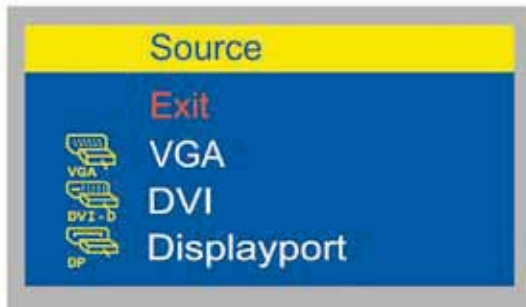 Source
Exit
VGA
VGA
DVI-D
DVI
DP
Displayport